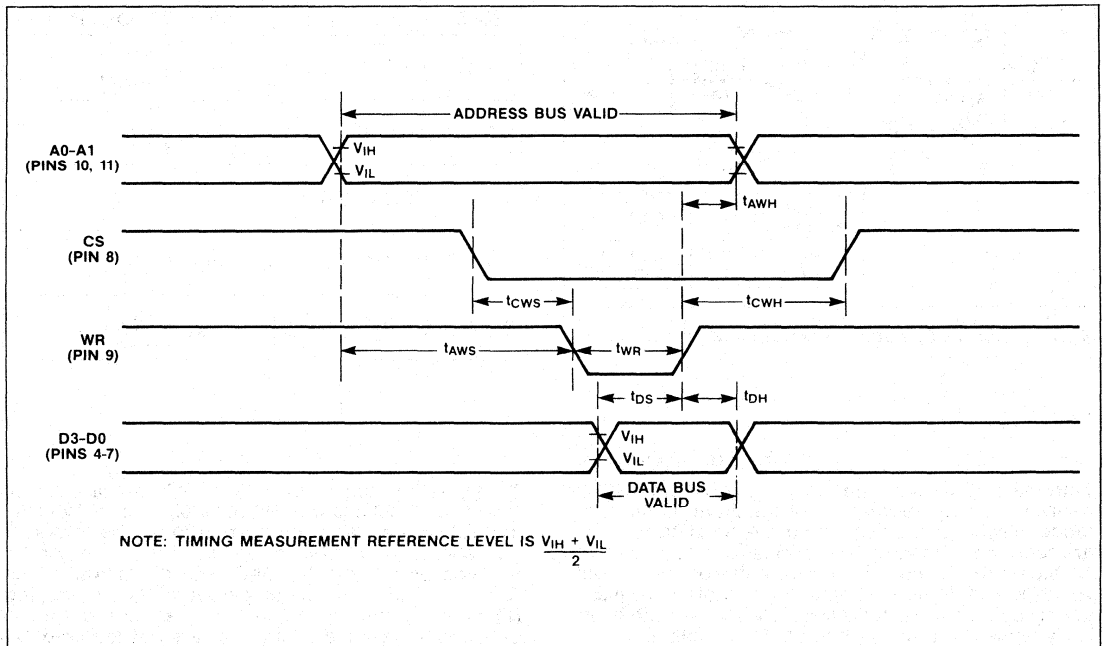 ADDRESS BUS VALID
A0-A1
(PINS 10, 11)
VIH
VIL
tAWH
CS
(PIN 8)
tCWS
tCWH
WR
(PIN 9)
tAWS
tWR
tDS
tDH
D3-D0
(PINS 4-7)
VIH
VIL
DATA BUS
VALID
NOTE: TIMING MEASUREMENT REFERENCE LEVEL IS VIH + VIL
2